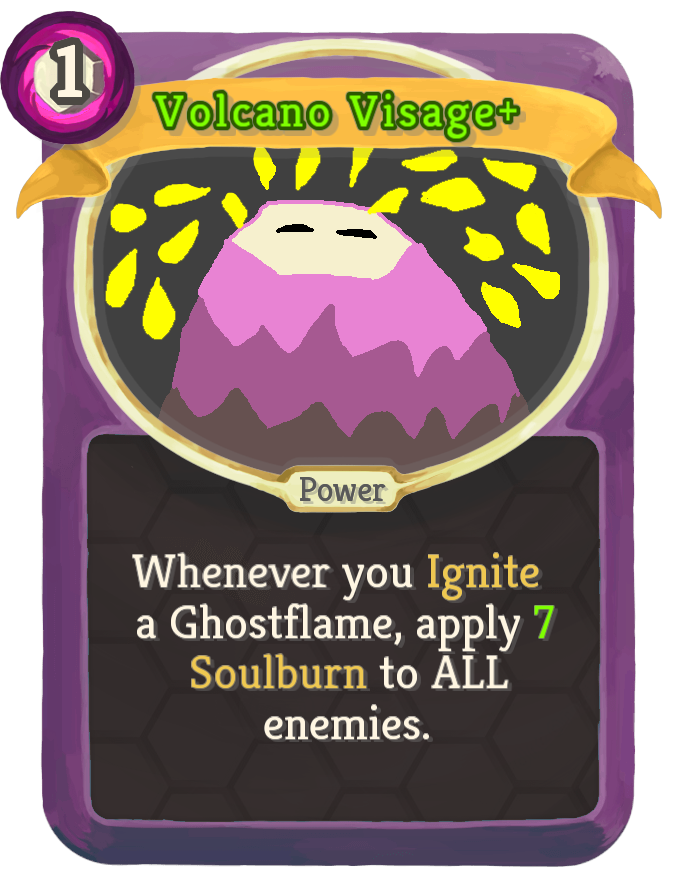 1
Volcano Visage+
Power
Whenever you Ignite
a Ghostflame, apply 7
Soulburn to ALL
enemies.